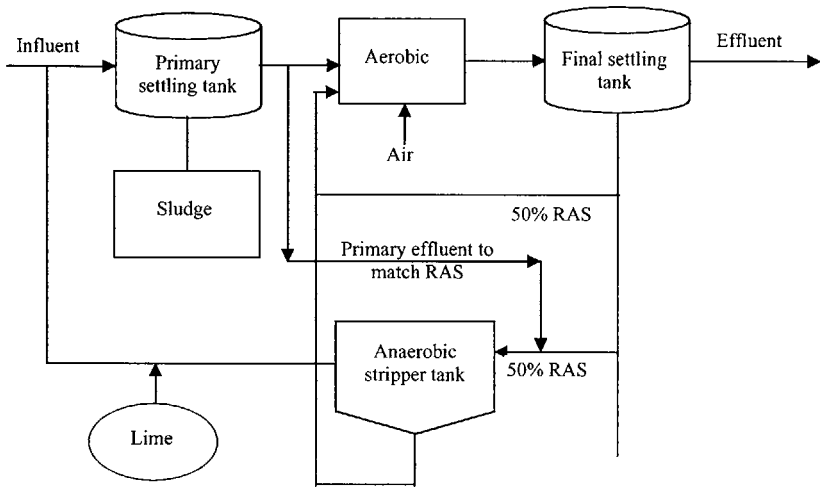 Influent
Primary
settling tank
Aerobic
Final settling
tank
Effluent
Air
Sludge
50% RAS
Primary effluent to
match RAS
Anaerobic
stripper tank
50% RAS
Lime